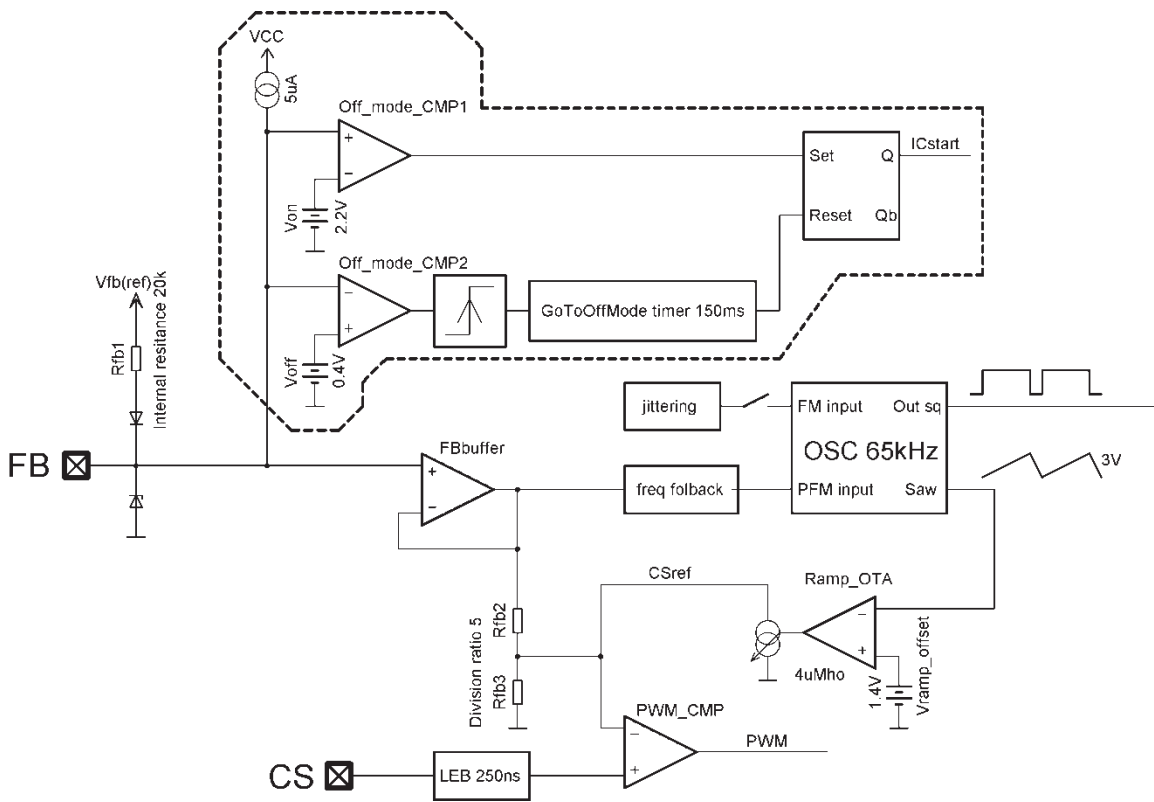 VCC
5uA
Off_mode_CMP1
+
−
Von
2.2V
Set
Q
ICstart
Reset
Qb
Off_mode_CMP2
−
+
Voff
0.4V
GoToOffMode timer 150ms
Vfb(ref)
Rfb1
Internal resitance 20k
jittering
FM input
Out sq
OSC 65kHz
PFM input
Saw
3V
FB
FBbuffer
+
−
freq folback
CSref
Ramp_OTA
−
+
4uMho
1.4V
Vramp_offset
Rfb2
Division ratio 5
Rfb3
PWM_CMP
−
+
PWM
CS
LEB 250ns